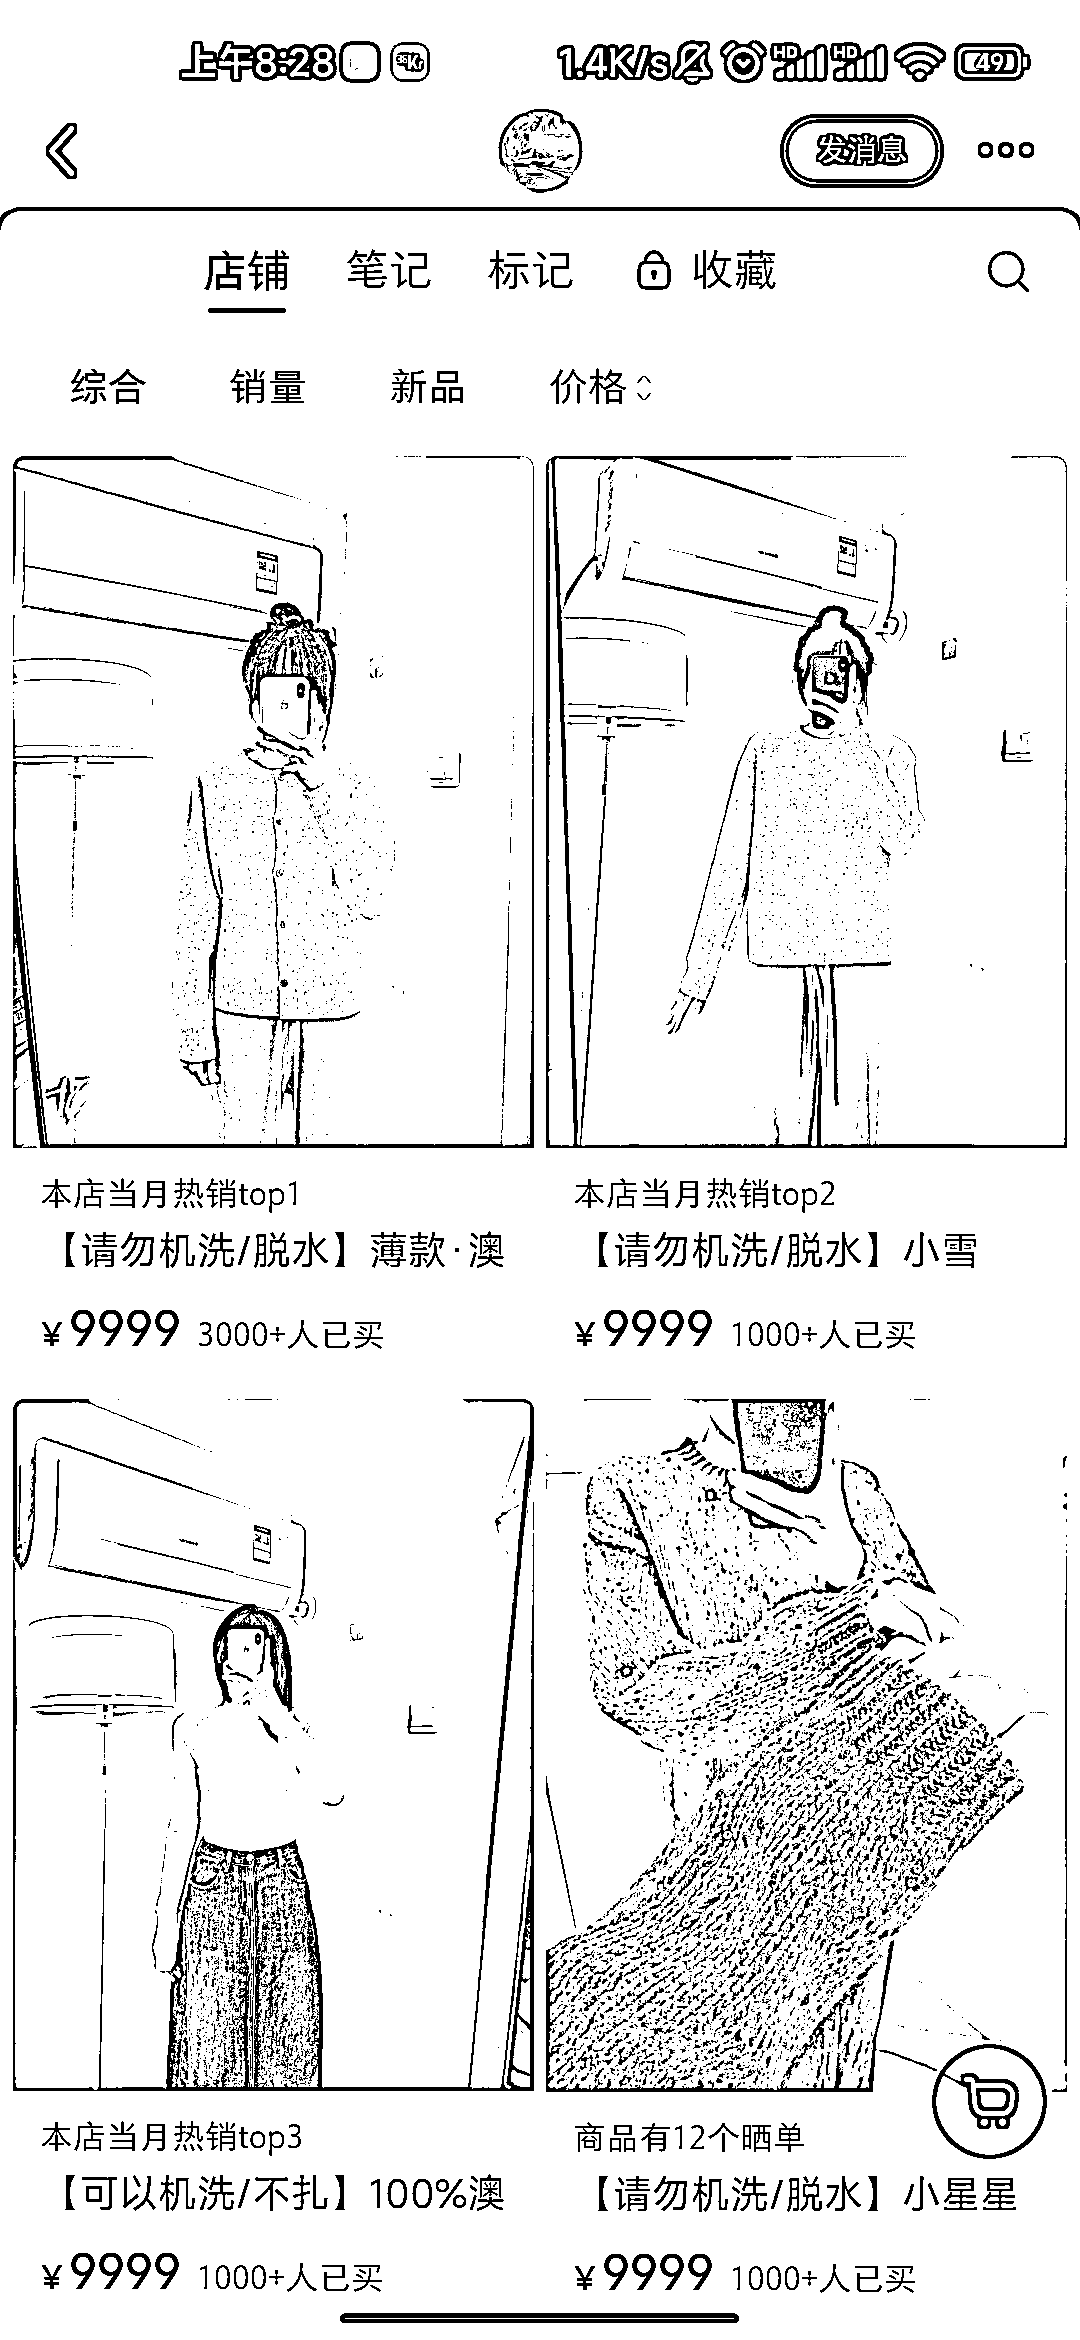 上午8:28
1.4K/s HD HD 49
发消息
店铺 笔记 标记 收藏
综合 销量 新品 价格
本店当月热销top1
【请勿机洗/脱水】薄款·澳
¥9999 3000+人已买
本店当月热销top2
【请勿机洗/脱水】小雪
¥9999 1000+人已买
本店当月热销top3
【可以机洗/不扎】100%澳
¥9999 1000+人已买
商品有12个晒单
【请勿机洗/脱水】小星星
¥9999 1000+人已买